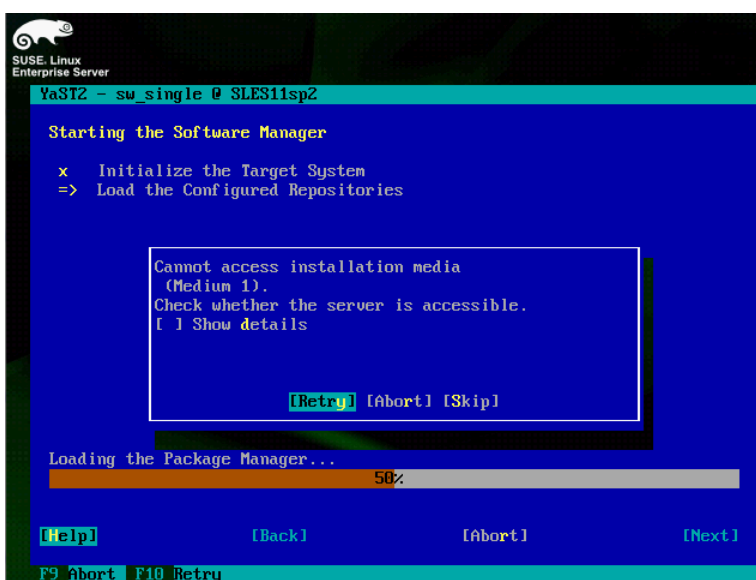 SUSE. Linux
Enterprise Server
YaST2 - sw_single @ SLES11sp2
Starting the Software Manager
x Initialize the Target System
=> Load the Configured Repositories
Cannot access installation media
(Medium 1).
Check whether the server is accessible.
[ ] Show details
[Retry] [Abort] [Skip]
Loading the Package Manager...
50%
[Help] [Back] [Abort] [Next]
F9 Abort F10 Retry